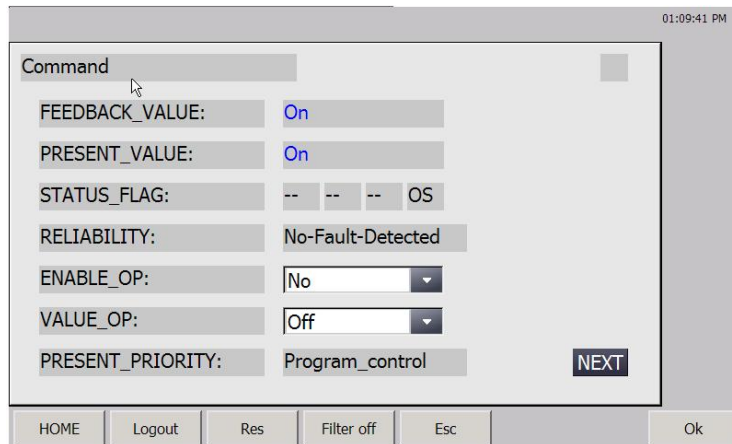 01:09:41 PM
Command
FEEDBACK_VALUE: On
PRESENT_VALUE: On
STATUS_FLAG: -- -- -- OS
RELIABILITY: No-Fault-Detected
ENABLE_OP: No
VALUE_OP: Off
PRESENT_PRIORITY: Program_control NEXT
HOME Logout Res Filter off Esc Ok